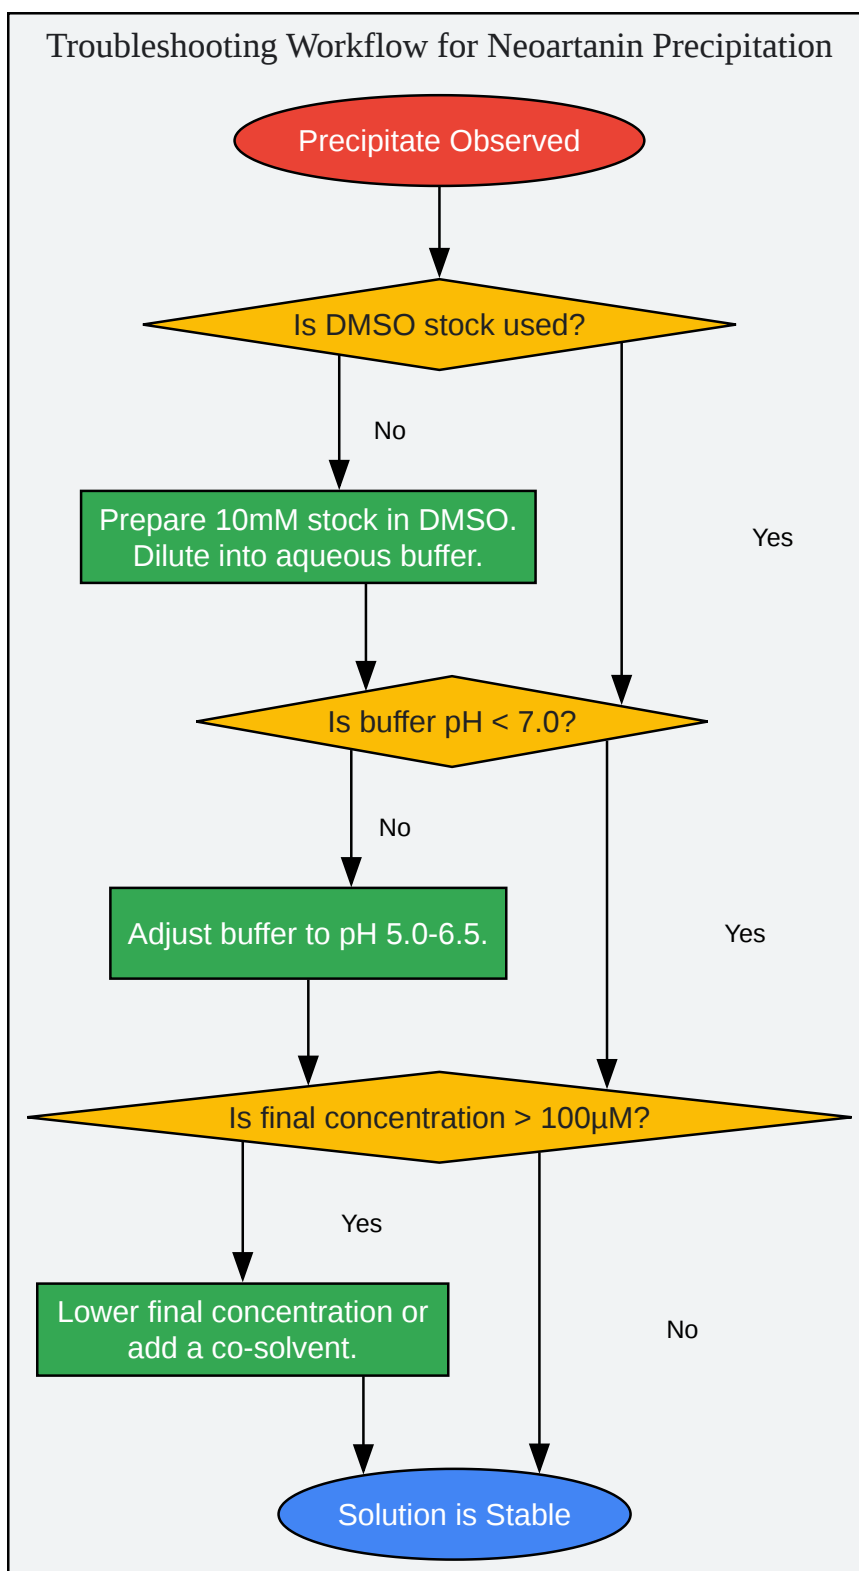 Troubleshooting Workflow for Neoartanin Precipitation
Precipitate Observed
Is DMSO stock used?
No
Prepare 10mM stock in DMSO.
Dilute into aqueous buffer.
Yes
Is buffer pH < 7.0?
No
Adjust buffer to pH 5.0-6.5.
Yes
Is final concentration > 100µM?
Yes
Lower final concentration or
add a co-solvent.
No
Solution is Stable